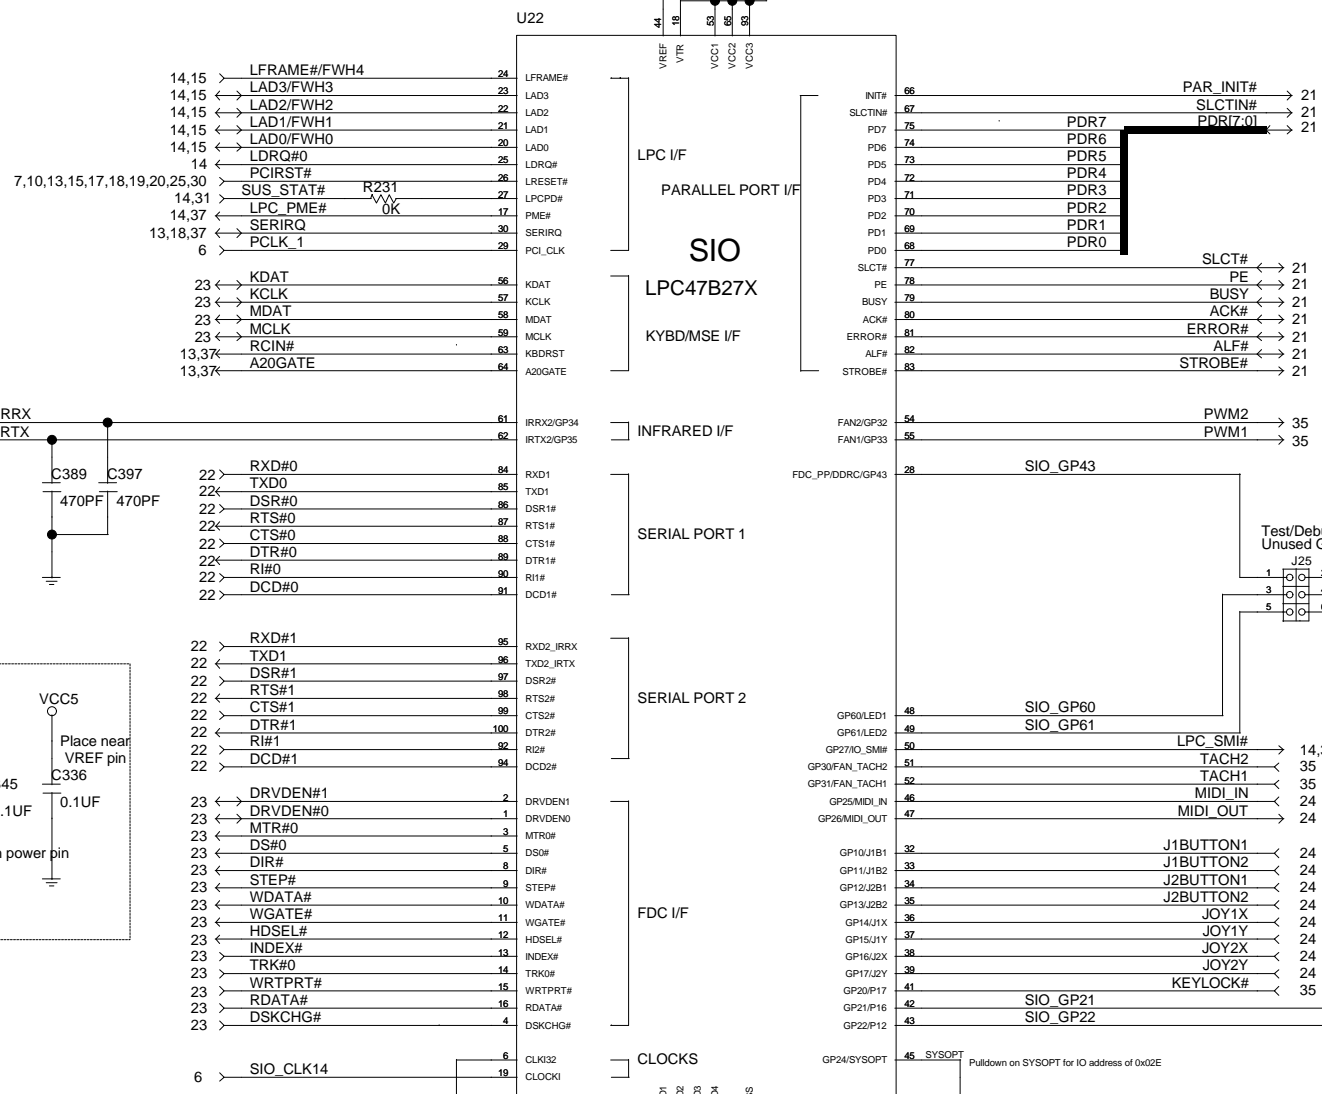 U22
44 18 53 65 93
VREF VTR VCC1 VCC2 VCC3
14,15 LFRAME#/FWH4 24 LFRAME#
14,15 LAD3/FWH3 23 LAD3
14,15 LAD2/FWH2 22 LAD2
14,15 LAD1/FWH1 21 LAD1
14,15 LAD0/FWH0 20 LAD0
14 LDRQ#0 25 LDRQ#
7,10,13,15,17,18,19,20,25,30 PCIRST# 26 LRESET#
14,31 SUS_STAT# R231 0K 27 LPCPD#
14,37 LPC_PME# 17 PME#
13,18,37 SERIRQ 30 SERIRQ
6 PCLK_1 29 PCI_CLK
LPC I/F
23 KDAT 56 KDAT
23 KCLK 57 KCLK
23 MDAT 58 MDAT
23 MCLK 59 MCLK
13,37 RCIN# 63 KBDRST
13,37 A20GATE 64 A20GATE
KYBD/MSE I/F
SIO
LPC47B27X
PARALLEL PORT I/F
INIT# 66 PAR_INIT# 21
SLCTIN# 67 SLCTIN# 21
PD7 75 PDR7 PDR[7:0] 21
PD6 74 PDR6
PD5 73 PDR5
PD4 72 PDR4
PD3 71 PDR3
PD2 70 PDR2
PD1 69 PDR1
PD0 68 PDR0
SLCT# 77 SLCT# 21
PE 78 PE 21
BUSY 79 BUSY 21
ACK# 80 ACK# 21
ERROR# 81 ERROR# 21
ALF# 82 ALF# 21
STROBE# 83 STROBE# 21
RRX 61 IRRX2/GP34
RTX 62 IRTX2/GP35
INFRARED I/F
FAN2/GP32 54 PWM2 35
FAN1/GP33 55 PWM1 35
FDC_PP/DDRC/GP43 28 SIO_GP43
C389 C397
470PF 470PF
22 RXD#0 84 RXD1
22 TXD0 85 TXD1
22 DSR#0 86 DSR1#
22 RTS#0 87 RTS1#
22 CTS#0 88 CTS1#
22 DTR#0 89 DTR1#
22 RI#0 90 RI1#
22 DCD#0 91 DCD1#
SERIAL PORT 1
Test/Debu
Unused G
J25
1
3
5
22 RXD#1 95 RXD2_IRRX
22 TXD1 96 TXD2_IRTX
22 DSR#1 97 DSR2#
22 RTS#1 98 RTS2#
22 CTS#1 99 CTS2#
22 DTR#1 100 DTR2#
22 RI#1 92 RI2#
22 DCD#1 94 DCD2#
SERIAL PORT 2
VCC5
Place near
VREF pin
C336
0.1UF
45
.1UF
power pin
GP60/LED1 48 SIO_GP60
GP61/LED2 49 SIO_GP61
GP27/IO_SMI# 50 LPC_SMI#
GP30/FAN_TACH2 51 TACH2 35
GP31/FAN_TACH1 52 TACH1 35
GP25/MIDI_IN 46 MIDI_IN 24
GP26/MIDI_OUT 47 MIDI_OUT 24
23 DRVDEN#1 2 DRVDEN1
23 DRVDEN#0 1 DRVDEN0
23 MTR#0 3 MTR0#
23 DS#0 5 DS0#
23 DIR# 8 DIR#
23 STEP# 9 STEP#
23 WDATA# 10 WDATA#
23 WGATE# 11 WGATE#
23 HDSEL# 12 HDSEL#
23 INDEX# 13 INDEX#
23 TRK#0 14 TRK0#
23 WRTPRT# 15 WRTPRT#
23 RDATA# 16 RDATA#
23 DSKCHG# 4 DSKCHG#
FDC I/F
GP10/J1B1 32 J1BUTTON1 24
GP11/J1B2 33 J1BUTTON2 24
GP12/J2B1 34 J2BUTTON1 24
GP13/J2B2 35 J2BUTTON2 24
GP14/J1X 36 JOY1X 24
GP15/J1Y 37 JOY1Y 24
GP16/J2X 38 JOY2X 24
GP17/J2Y 39 JOY2Y 24
GP20/P17 41 KEYLOCK# 35
GP21/P16 42 SIO_GP21
GP22/P12 43 SIO_GP22
6 CLKI32
6 SIO_CLK14 19 CLOCKI
CLOCKS
GP24/SYSOPT 45 SYSOPT
Pulldown on SYSOPT for IO address of 0x02E